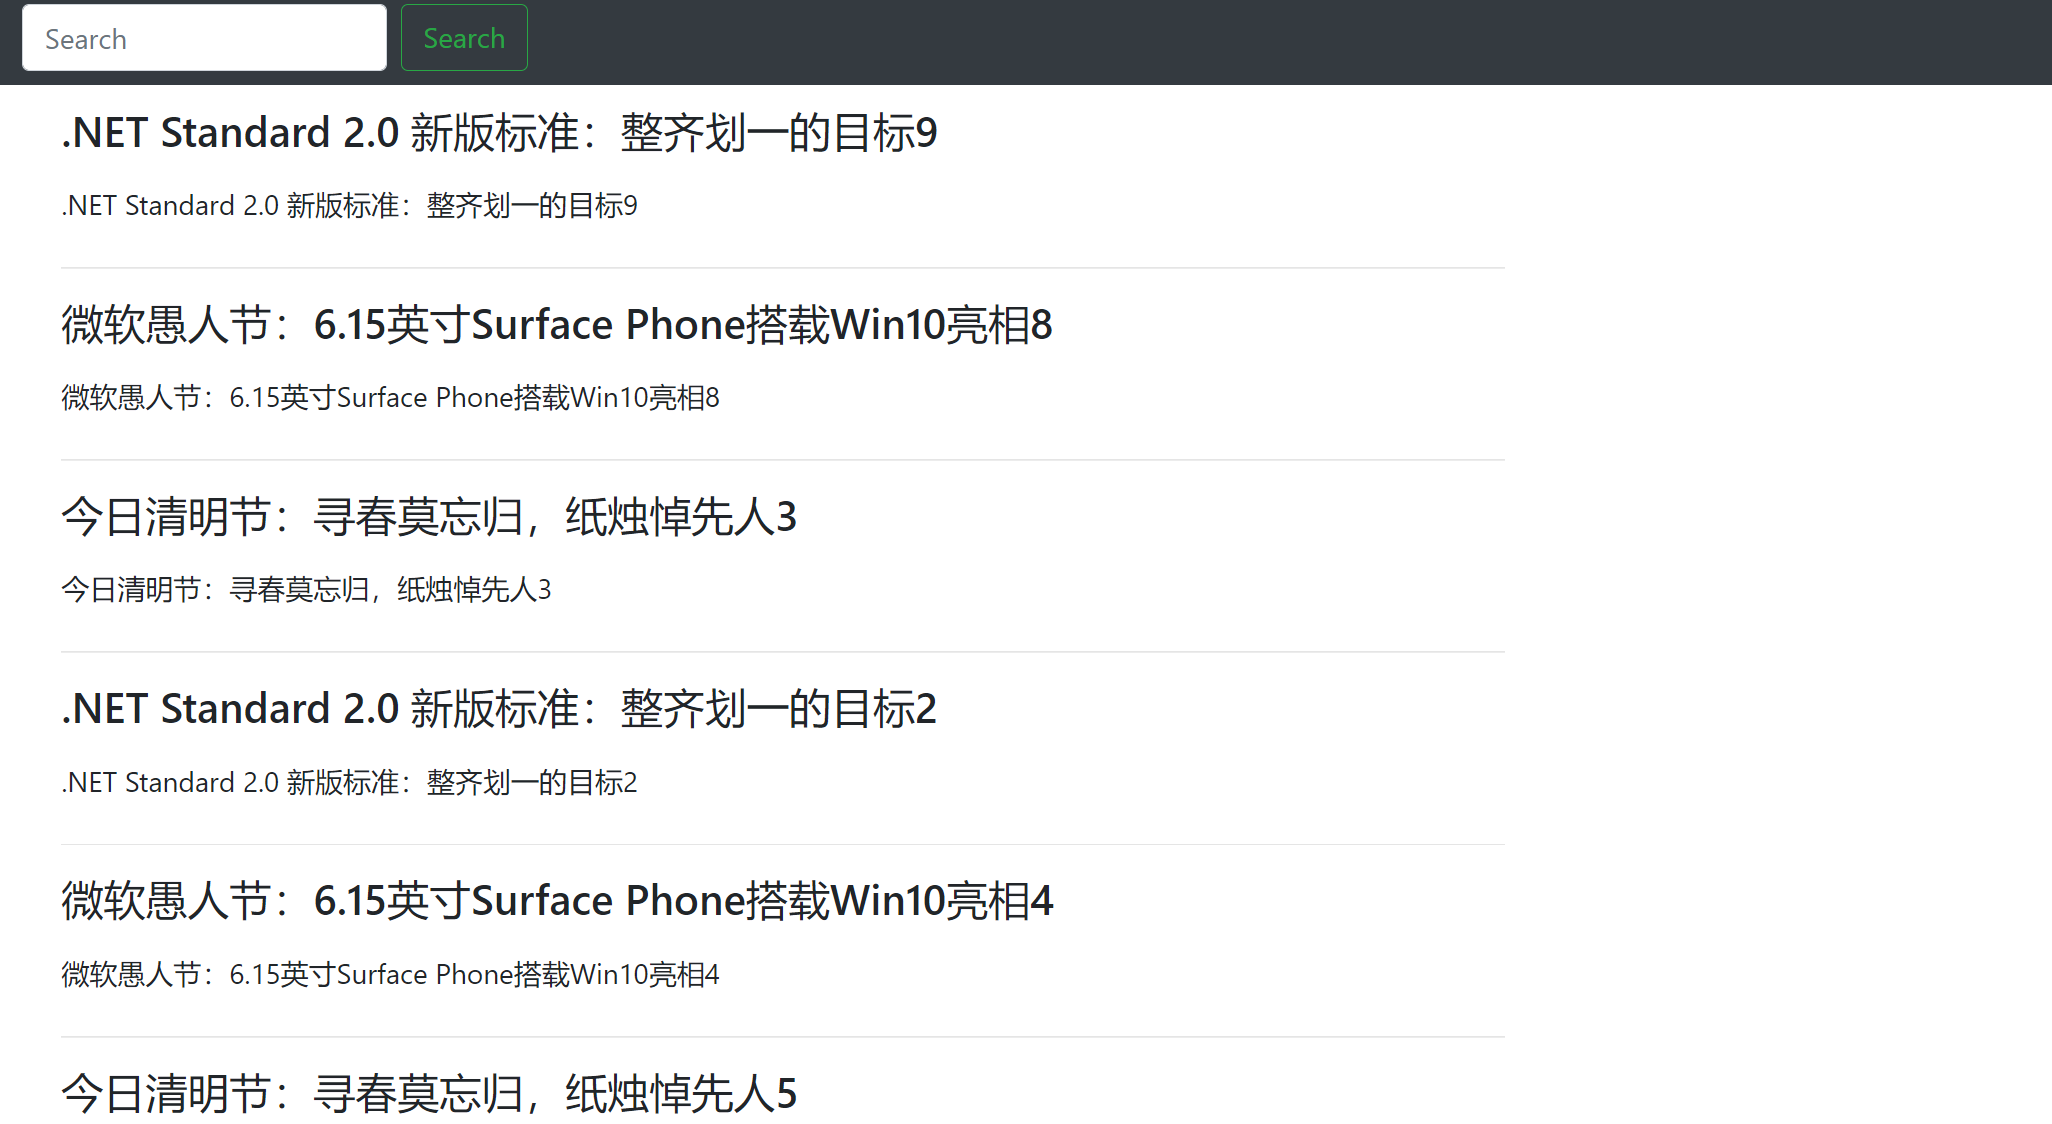 Search Search
.NET Standard 2.0 新版标准：整齐划一的目标9
.NET Standard 2.0 新版标准：整齐划一的目标9
微软愚人节：6.15英寸Surface Phone搭载Win10亮相8
微软愚人节：6.15英寸Surface Phone搭载Win10亮相8
今日清明节：寻春莫忘归，纸烛悼先人3
今日清明节：寻春莫忘归，纸烛悼先人3
.NET Standard 2.0 新版标准：整齐划一的目标2
.NET Standard 2.0 新版标准：整齐划一的目标2
微软愚人节：6.15英寸Surface Phone搭载Win10亮相4
微软愚人节：6.15英寸Surface Phone搭载Win10亮相4
今日清明节：寻春莫忘归，纸烛悼先人5